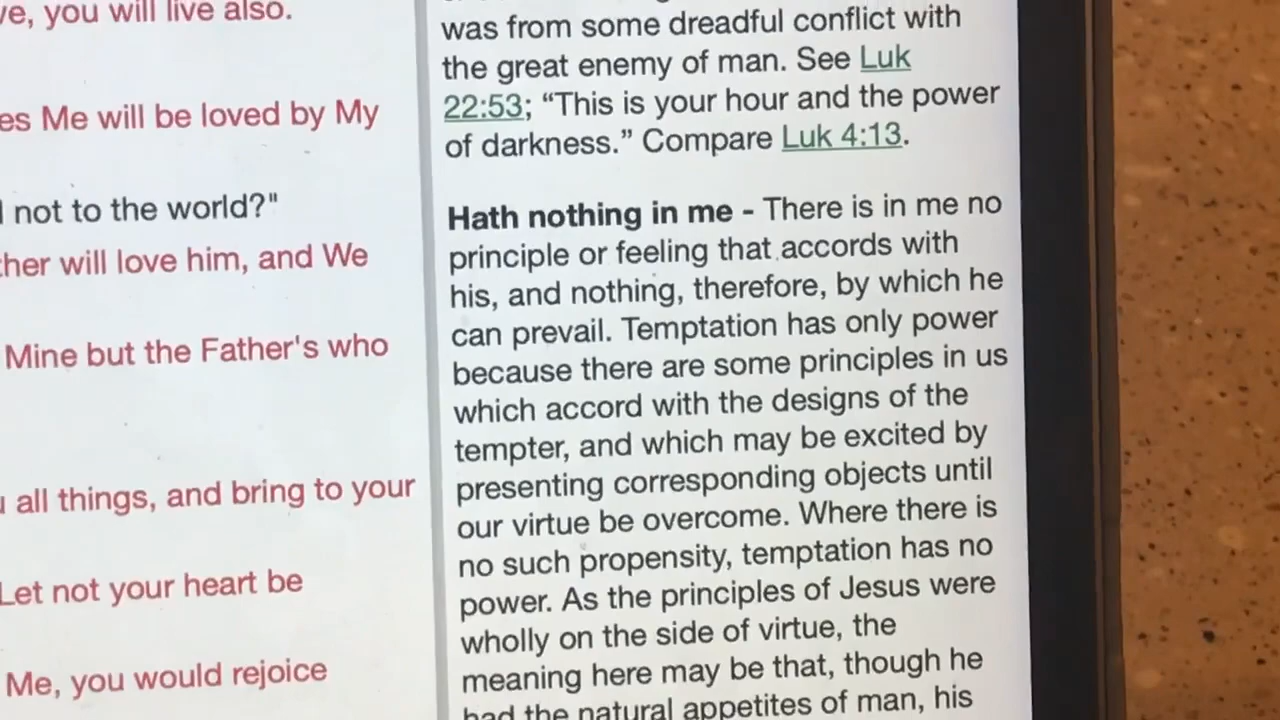 ve, you will live also.
es Me will be loved by My
not to the world?"
her will love him, and We
Mine but the Father's who
all things, and bring to your
Let not your heart be
Me, you would rejoice
was from some dreadful conflict with
the great enemy of man. See Luk
22:53; “This is your hour and the power
of darkness.” Compare Luk 4:13.
Hath nothing in me - There is in me no
principle or feeling that accords with
his, and nothing, therefore, by which he
can prevail. Temptation has only power
because there are some principles in us
which accord with the designs of the
tempter, and which may be excited by
presenting corresponding objects until
our virtue be overcome. Where there is
no such propensity, temptation has no
power. As the principles of Jesus were
wholly on the side of virtue, the
meaning here may be that, though he
had the natural appetites of man, his